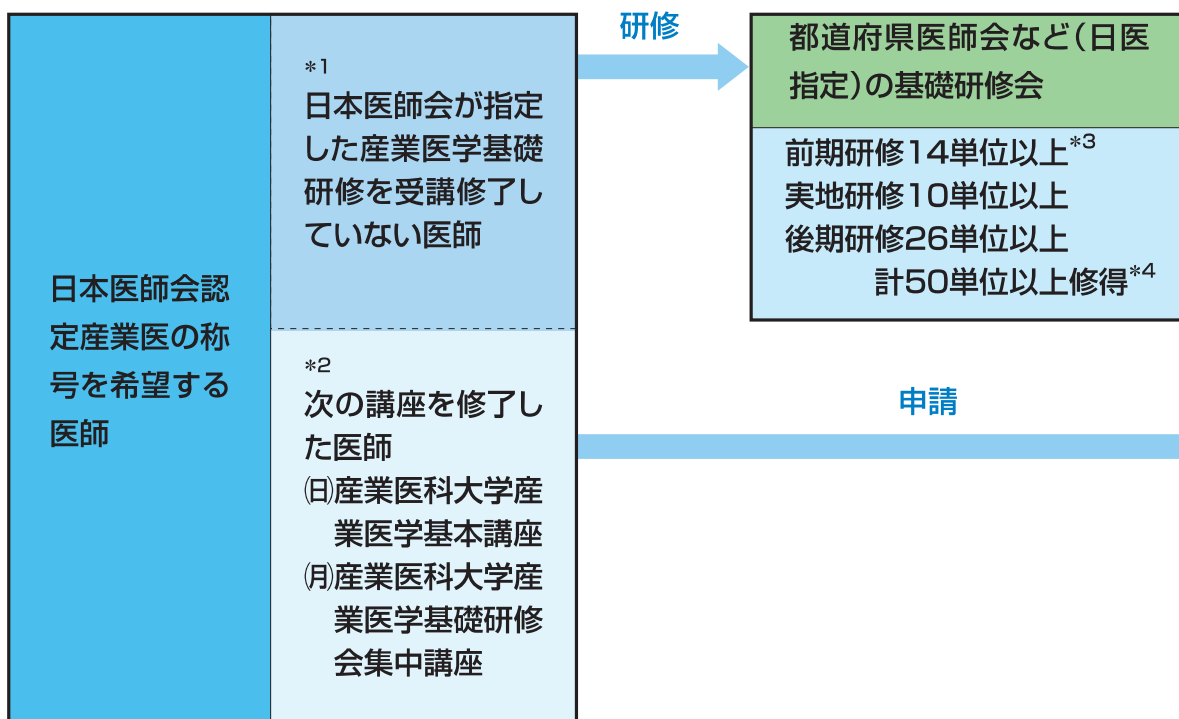 日本医師会認
定産業医の称
号を希望する
医師
*1
日本医師会が指定
した産業医学基礎
研修を受講修了し
ていない医師
*2
次の講座を修了し
た医師
㈰産業医科大学産
業医学基本講座
㈪産業医科大学産
業医学基礎研修
会集中講座
研修
都道府県医師会など(日医
指定)の基礎研修会
前期研修14単位以上*3
実地研修10単位以上
後期研修26単位以上
計50単位以上修得*4
申請